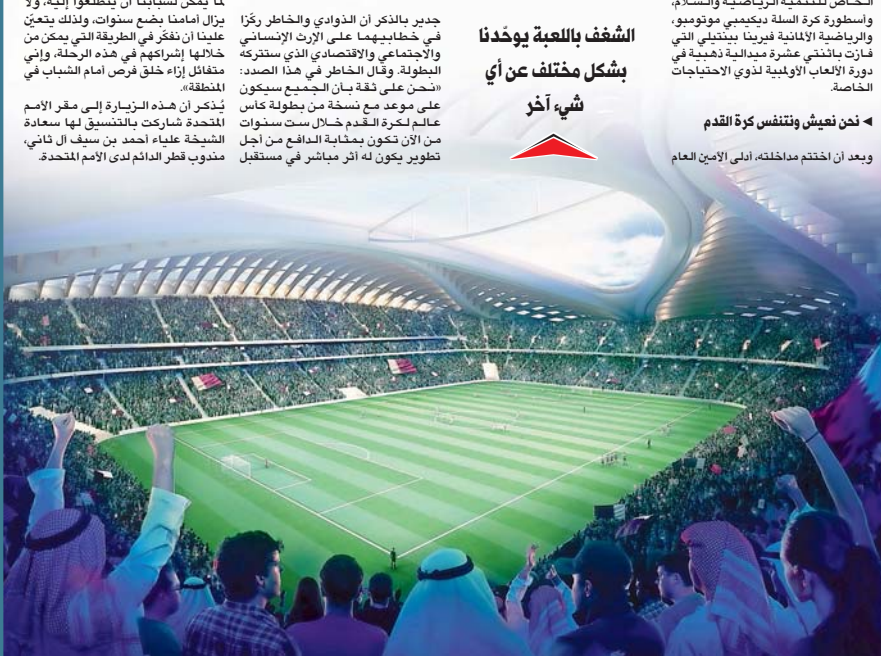 الخاص للتنمية الرياضية والسلام،
وأسطورة كرة السلة ديكيمبي موتومبو،
والرياضية الألمانية فيرينا بينتيلي التي
فازت باثنتي عشرة ميدالية ذهبية في
دورة الألعاب الأولمبية لذوي الاحتياجات
الخاصة.
◄ نحن نعيش ونتنفس كرة القدم
وبعد أن اختتم مداخلته، أدلى الأمين العام
الشغف باللعبة يوحّدنا
بشكل مختلف عن أي
شيء آخر
جدير بالذكر أن الذوادي والخاطر ركّزا
في خطابيهما على الإرث الإنساني
والاجتماعي والاقتصادي الذي ستتركه
البطولة. وقال الخاطر في هذا الصدد:
«نحن على ثقة بأن الجميع سيكون
على موعد مع نسخة من بطولة كأس
عالم لكرة القدم خلال ست سنوات
من الآن تكون بمثابة الدافع من أجل
تطوير يكون له أثر مباشر في مستقبل
لما يمكن لشبابنا أن يتطلعوا إليه، ولا
يزال أمامنا بضع سنوات، ولذلك يتعيّن
علينا أن نفكّر في الطريقة التي يمكن من
خلالها إشراكهم في هذه الرحلة، وإني
متفائل إزاء خلق فرص أمام الشباب في
المنطقة».
يُذكر أن هذه الزيارة إلى مقر الأمم
المتحدة شاركت بالتنسيق لها سعادة
الشيخة علياء أحمد بن سيف آل ثاني،
مندوب قطر الدائم لدى الأمم المتحدة.